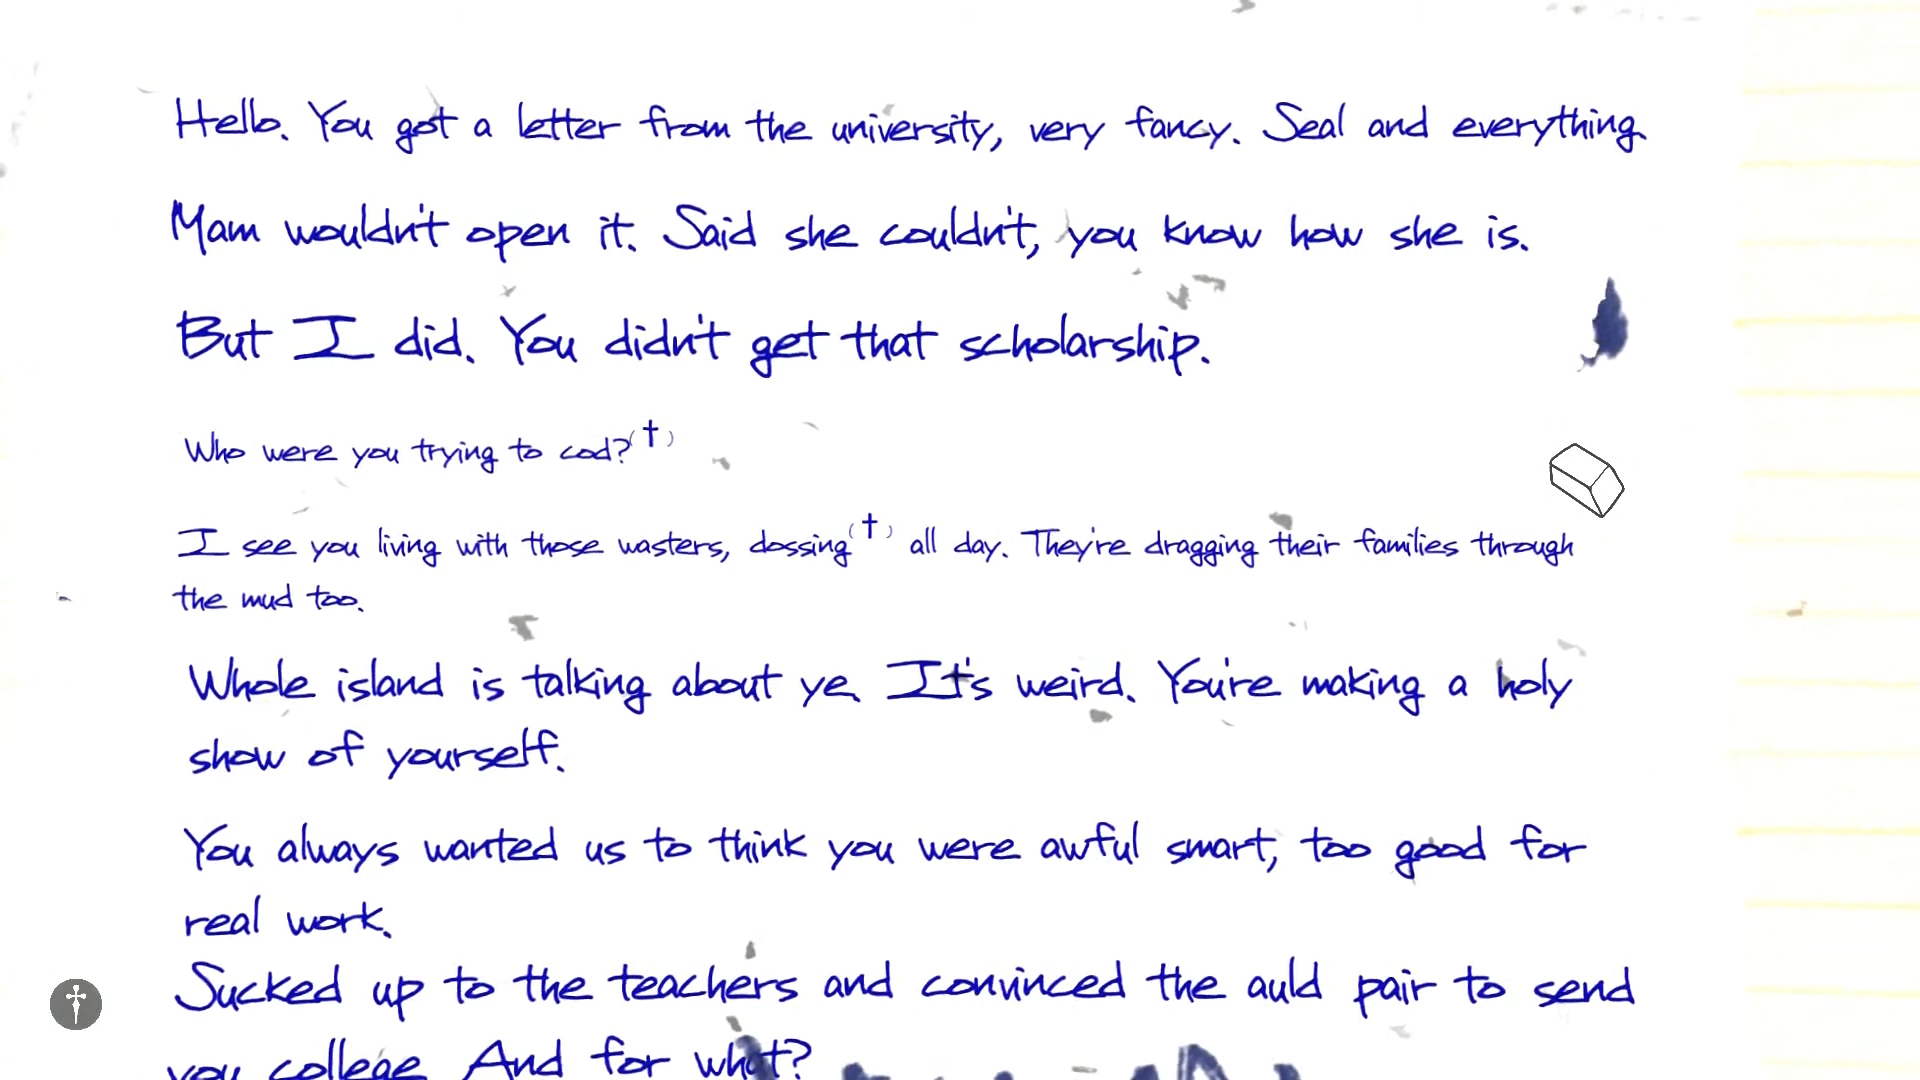 Hello. You got a letter from the university, very fancy. Seal and everything.
Mam wouldn't open it. Said she couldn't, you know how she is.
But I did. You didn't get that scholarship.
Who were you trying to cod?(†)
I see you living with those wasters, dossing(†) all day. They're dragging their families through
the mud too.
Whole island is talking about ye. It's weird. You're making a holy
show of yourself.
You always wanted us to think you were awful smart, too good for
real work.
Sucked up to the teachers and convinced the auld pair to send
you college. And for what?